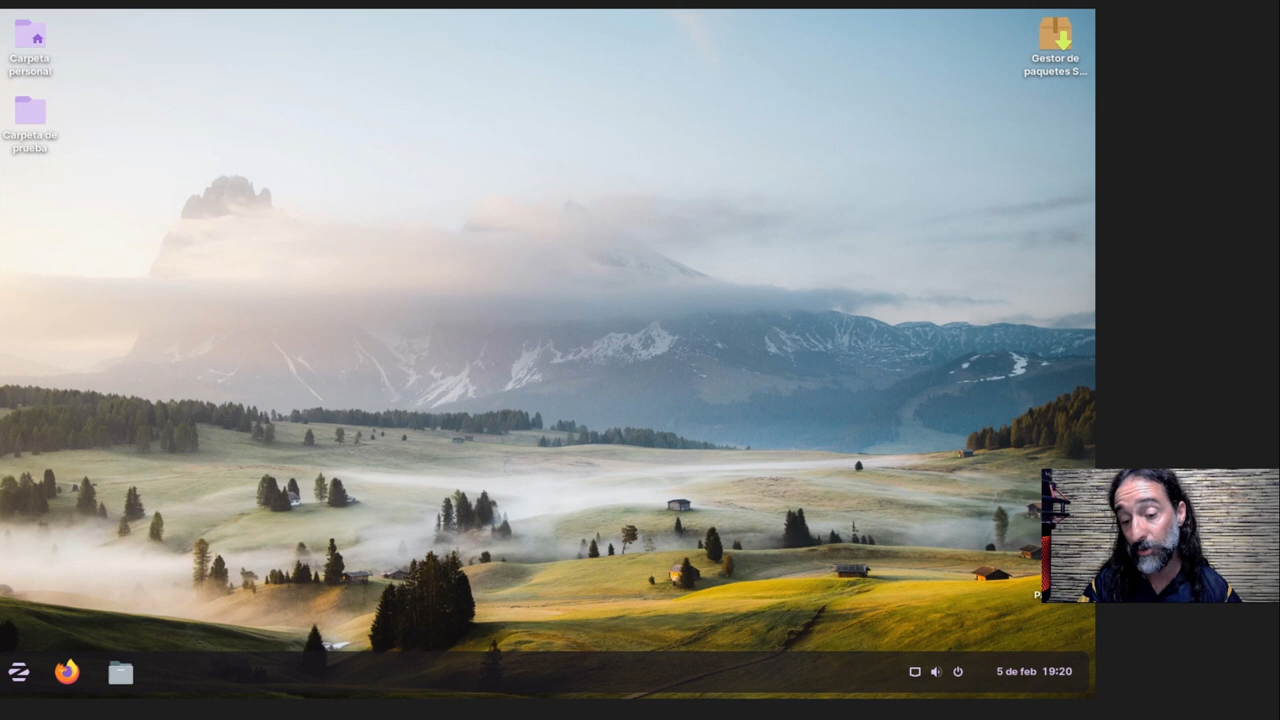 Carpeta
personal
Carpeta de
prueba
Gestor de
paquetes S...
5 de feb 19:20